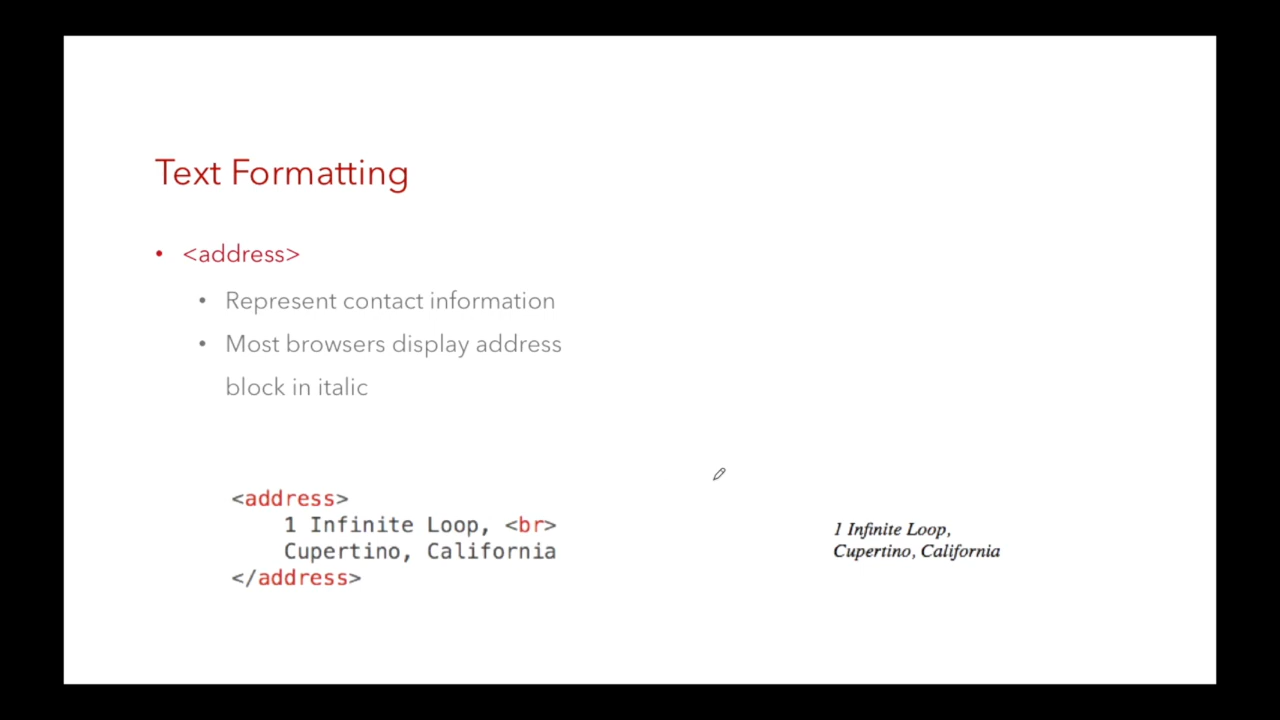 Text Formatting
• <address>
• Represent contact information
• Most browsers display address
block in italic
<address>
1 Infinite Loop, <br>
Cupertino, California
</address>
1 Infinite Loop,
Cupertino, California